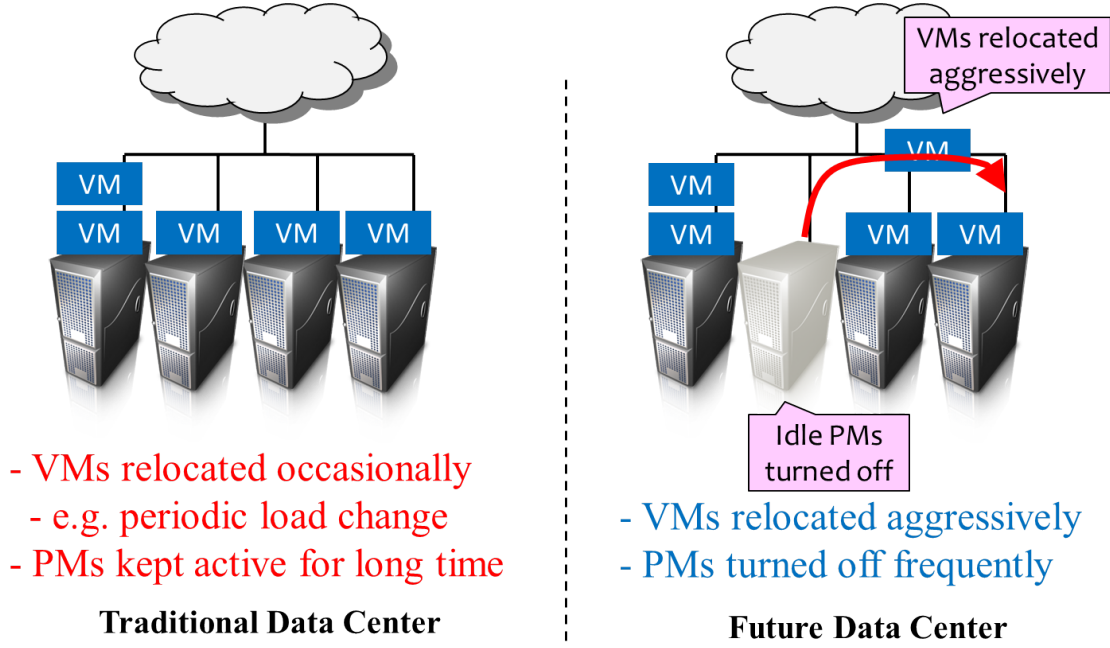 VM
VM
VM
VM
VM
- VMs relocated occasionally
- e.g. periodic load change
- PMs kept active for long time
Traditional Data Center
VMs relocated
aggressively
VM
VM
VM
VM
VM
Idle PMs
turned off
- VMs relocated aggressively
- PMs turned off frequently
Future Data Center